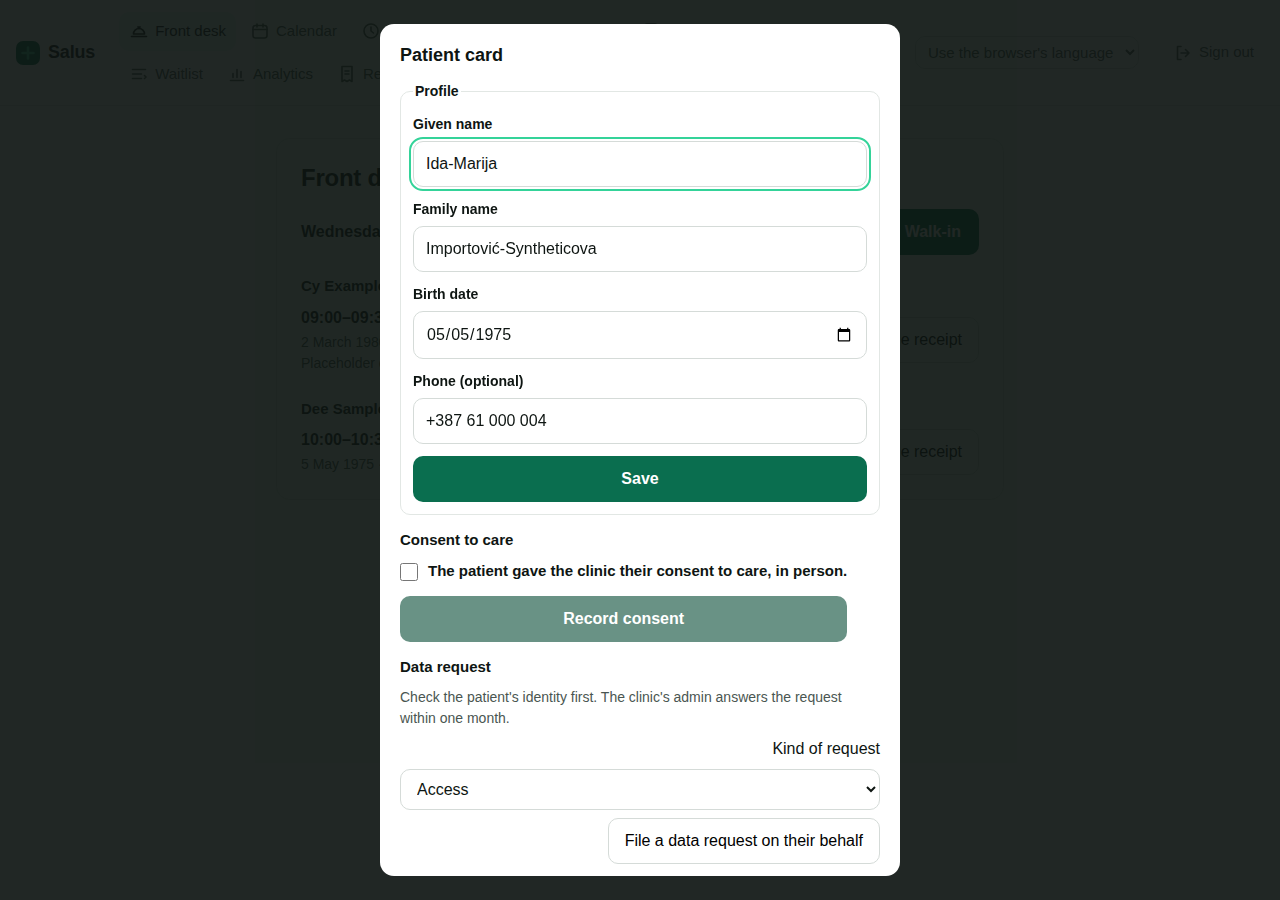 Salus
Front desk
Calendar
Waitlist
Analytics
Use the browser's language
Sign out
Front
Walk-in
09:00–09:3
receipt
2 March 198
Placeholder
10:00–10:3
receipt
5 May 1975
Patient card
Profile
Given name
Ida-Marija
Family name
Importović-Syntheticova
Birth date
05/05/1975
Phone (optional)
+387 61 000 004
Save
Consent to care
The patient gave the clinic their consent to care, in person.
Record consent
Data request
Check the patient's identity first. The clinic's admin answers the request
within one month.
Kind of request
Access
File a data request on their behalf